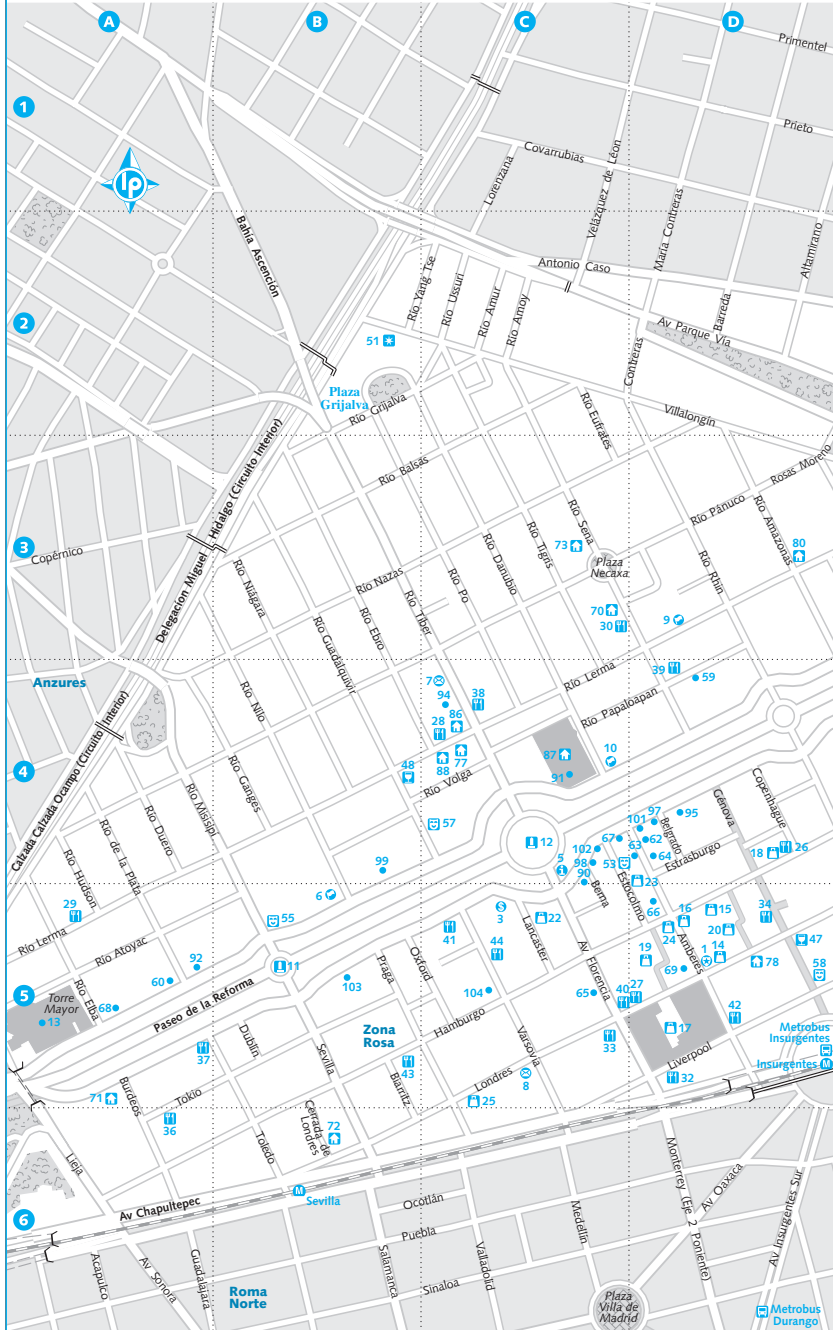 A
B
C
D
Primentel
1
Prieto
Covarrubias
lp
Lorenzana
Velázquez de Léon
María Contreras
Altamirano
Bahía Ascención
Antonio Caso
Río Yang Tse
Río Ussuri
Río Amur
Río Amoy
Barreda
Av Parque Vía
2
51
Contreras
Plaza
Grijalva
Río Grijalva
Villalongín
Río Eufrates
Río Balsas
Rosas Moreno
Delegacion Miguel Hidalgo (Circuito Interior)
Río Sena
Río Pánuco
Río Amazonas
3
Copérnico
73
Río Tigris
80
Plaza
Necaxa
Río Danubio
Río Rhin
Río Niágara
Río Nazas
Río Po
Río Tiber
Río Ebro
70
30
9
Río Guadalquivir
39
59
Anzures
7
94
38
Río Lerma
Río Nilo
86
28
Río Papaloapan
10
87
77
88
48
91
4
Río Volga
Copenhague
Calzada Calzada Ocampo (Circuito Interior)
Río Ganges
Génova
97
95
57
101
Río Misisipi
67
62
Belgrado
12
102
Río Duero
Río de la Plata
63
64
18
26
99
5
98
53
Estrasburgo
Río Hudson
90
23
Berna
Estocolmo
6
66
29
3
22
16
15
34
55
Río Lerma
41
24
20
47
Lancaster
Río Atoyac
44
Av Florencia
19
Amberes
1
14
92
11
Praga
Oxford
69
78
58
5
Torre
Mayor
60
103
104
65
40
27
Río Elba
68
Paseo de la Reforma
42
13
Hamburgo
17
Zona
Rosa
33
Metrobus
Insurgentes
37
Dublín
Sevilla
Varsovia
Liverpool
43
Insurgentes
M
Londres
8
32
Burdeos
Biarritz
71
Tokio
25
36
Cerrada de
Londres
72
Toledo
Lieja
Monterrey (Eje 2 Poniente)
Av Oaxaca
Av Chapultepec
M
Sevilla
Ocotlán
Medellín
Av Insurgentes Sur
6
Puebla
Acapulco
Av Sonora
Guadalajara
Salamanca
Valladolid
Sinaloa
Roma
Norte
Plaza
Villa de
Madrid
Metrobus
Durango